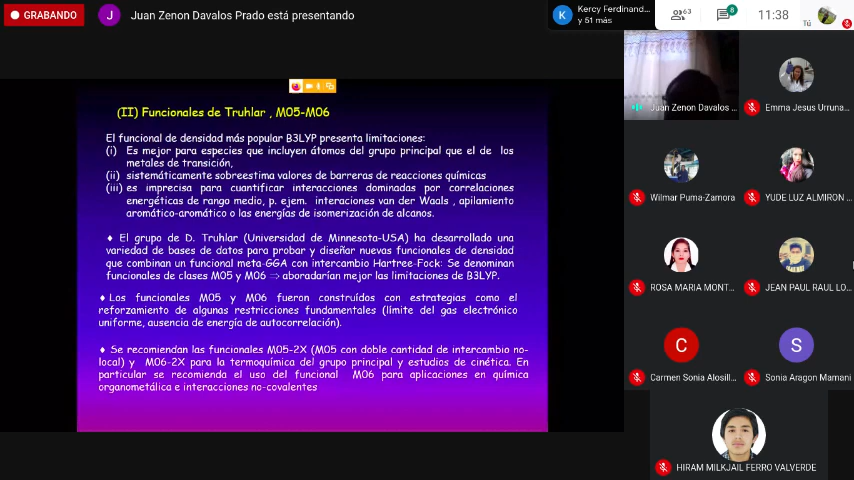 GRABANDO
J
Juan Zenon Davalos Prado está presentando
K
Kercy Ferdinand...
y 51 más
63
8
11:38
Tú
(II) Funcionales de Truhlar , M05-M06
El funcional de densidad más popular B3LYP presenta limitaciones:
(i) Es mejor para especies que incluyen átomos del grupo principal que el de los
metales de transición,
(ii) sistemáticamente sobreestima valores de barreras de reacciones químicas
(iii) es imprecisa para cuantificar interacciones dominadas por correlaciones
energéticas de rango medio, p. ejem. interaciones van der Waals , apilamiento
aromático-aromático o las energías de isomerización de alcanos.
♦ El grupo de D. Truhlar (Universidad de Minnesota-USA) ha desarrollado una
variedad de bases de datos para probar y diseñar nuevas funcionales de densidad
que combinan un funcional meta-GGA con intercambio Hartree-Fock: Se denominan
funcionales de clases M05 y M06 ⇒ aboradarían mejor las limitaciones de B3LYP.
♦ Los funcionales M05 y M06 fueron construídos con estrategias como el
reforzamiento de algunas restricciones fundamentales (límite del gas electrónico
uniforme, ausencia de energía de autocorrelación).
♦ Se recomiendan las funcionales M05-2X (M05 con doble cantidad de intercambio no-
local) y M06-2X para la termoquímica del grupo principal y estudios de cinética. En
particular se recomienda el uso del funcional M06 para aplicaciones en química
organometálica e interacciones no-covalentes
Juan Zenon Davalos ...
Emma Jesus Urruna...
Wilmar Puma-Zamora
YUDE LUZ ALMIRON ...
ROSA MARIA MONT...
JEAN PAUL RAUL LO...
C
Carmen Sonia Alosill...
S
Sonia Aragon Mamani
HIRAM MILKJAIL FERRO VALVERDE